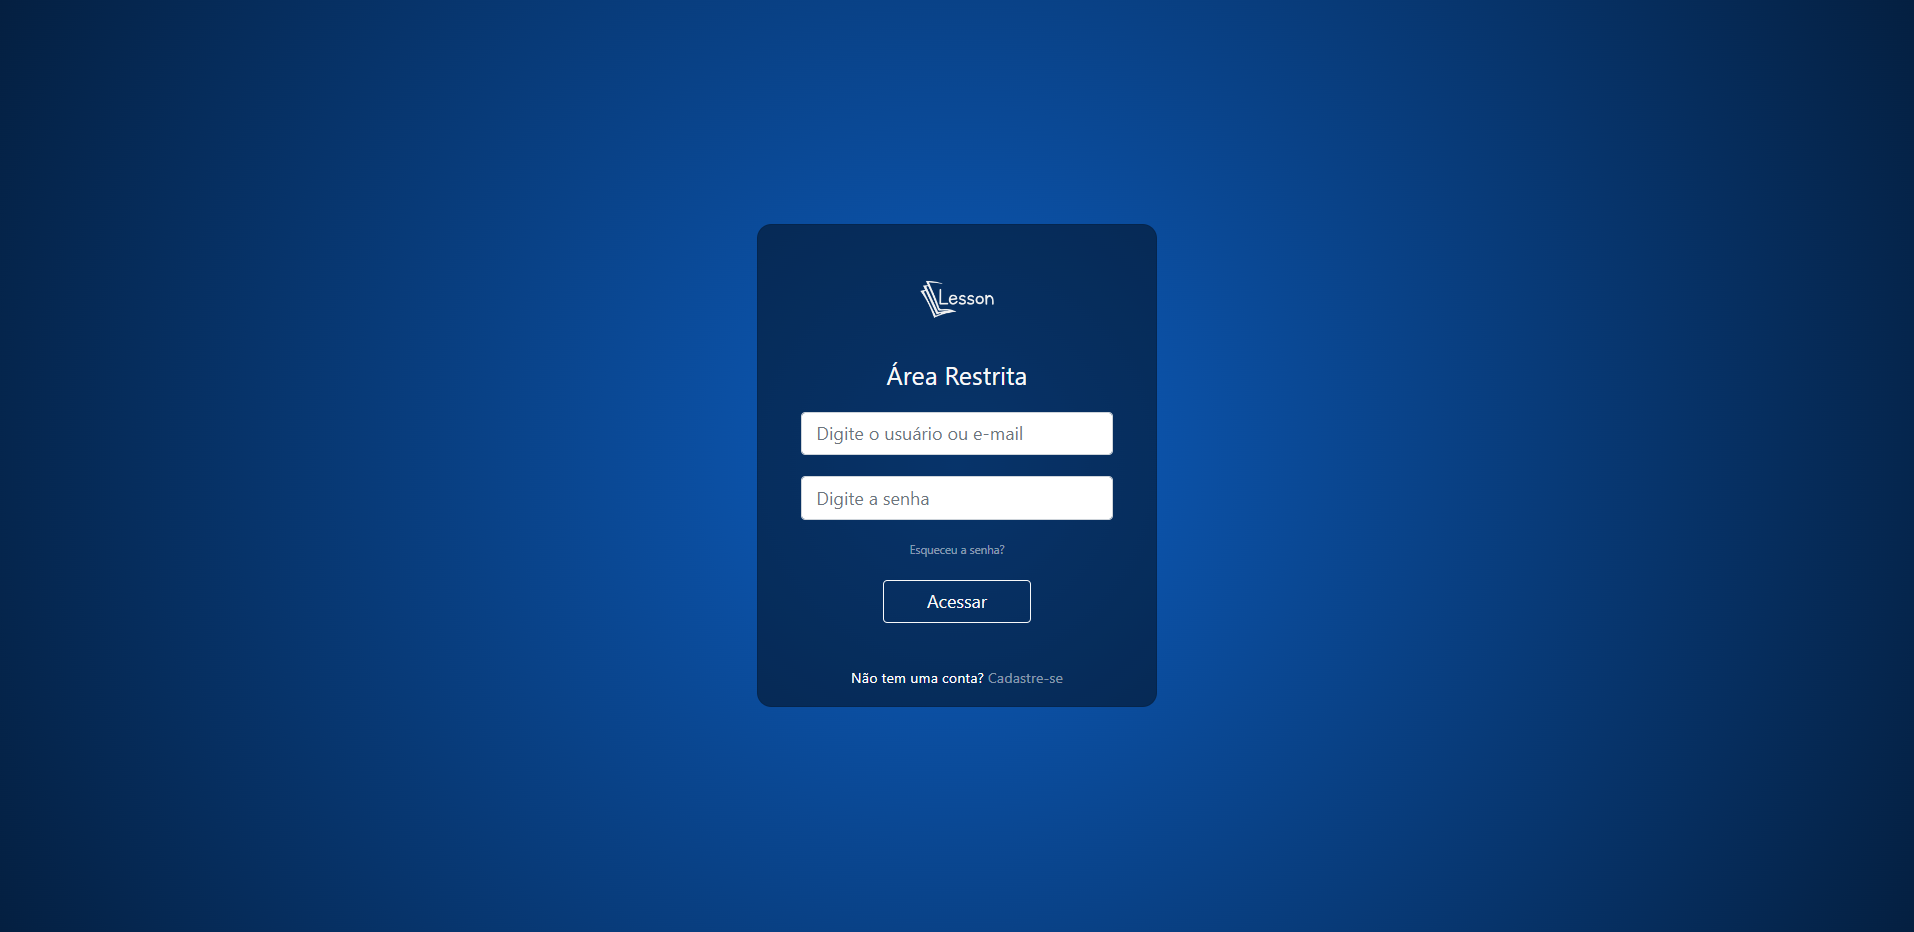 Lesson
Área Restrita
Digite o usuário ou e-mail
Digite a senha
Esqueceu a senha?
Acessar
Não tem uma conta? Cadastre-se